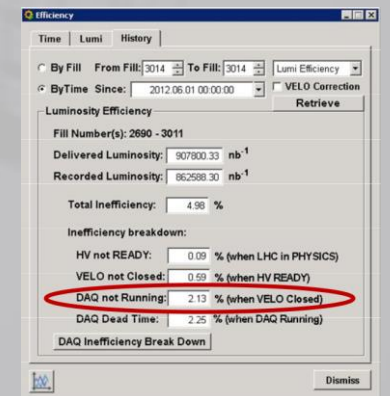 Efficiency
Time Lumi History
By Fill From Fill: 3014 To Fill: 3014 Lumi Efficiency
ByTime Since: 2012.06.01 00:00:00 VELO Correction
Retrieve
Luminosity Efficiency
Fill Number(s): 2690 - 3011
Delivered Luminosity: 907800.33 nb-1
Recorded Luminosity: 862588.30 nb-1
Total Inefficiency: 4.98 %
Inefficiency breakdown:
HV not READY: 0.09 % (when LHC in PHYSICS)
VELO not Closed: 0.59 % (when HV READY)
DAQ not Running: 2.13 % (when VELO Closed)
DAQ Dead Time: 2.25 % (when DAQ Running)
DAQ Inefficiency Break Down
Dismiss